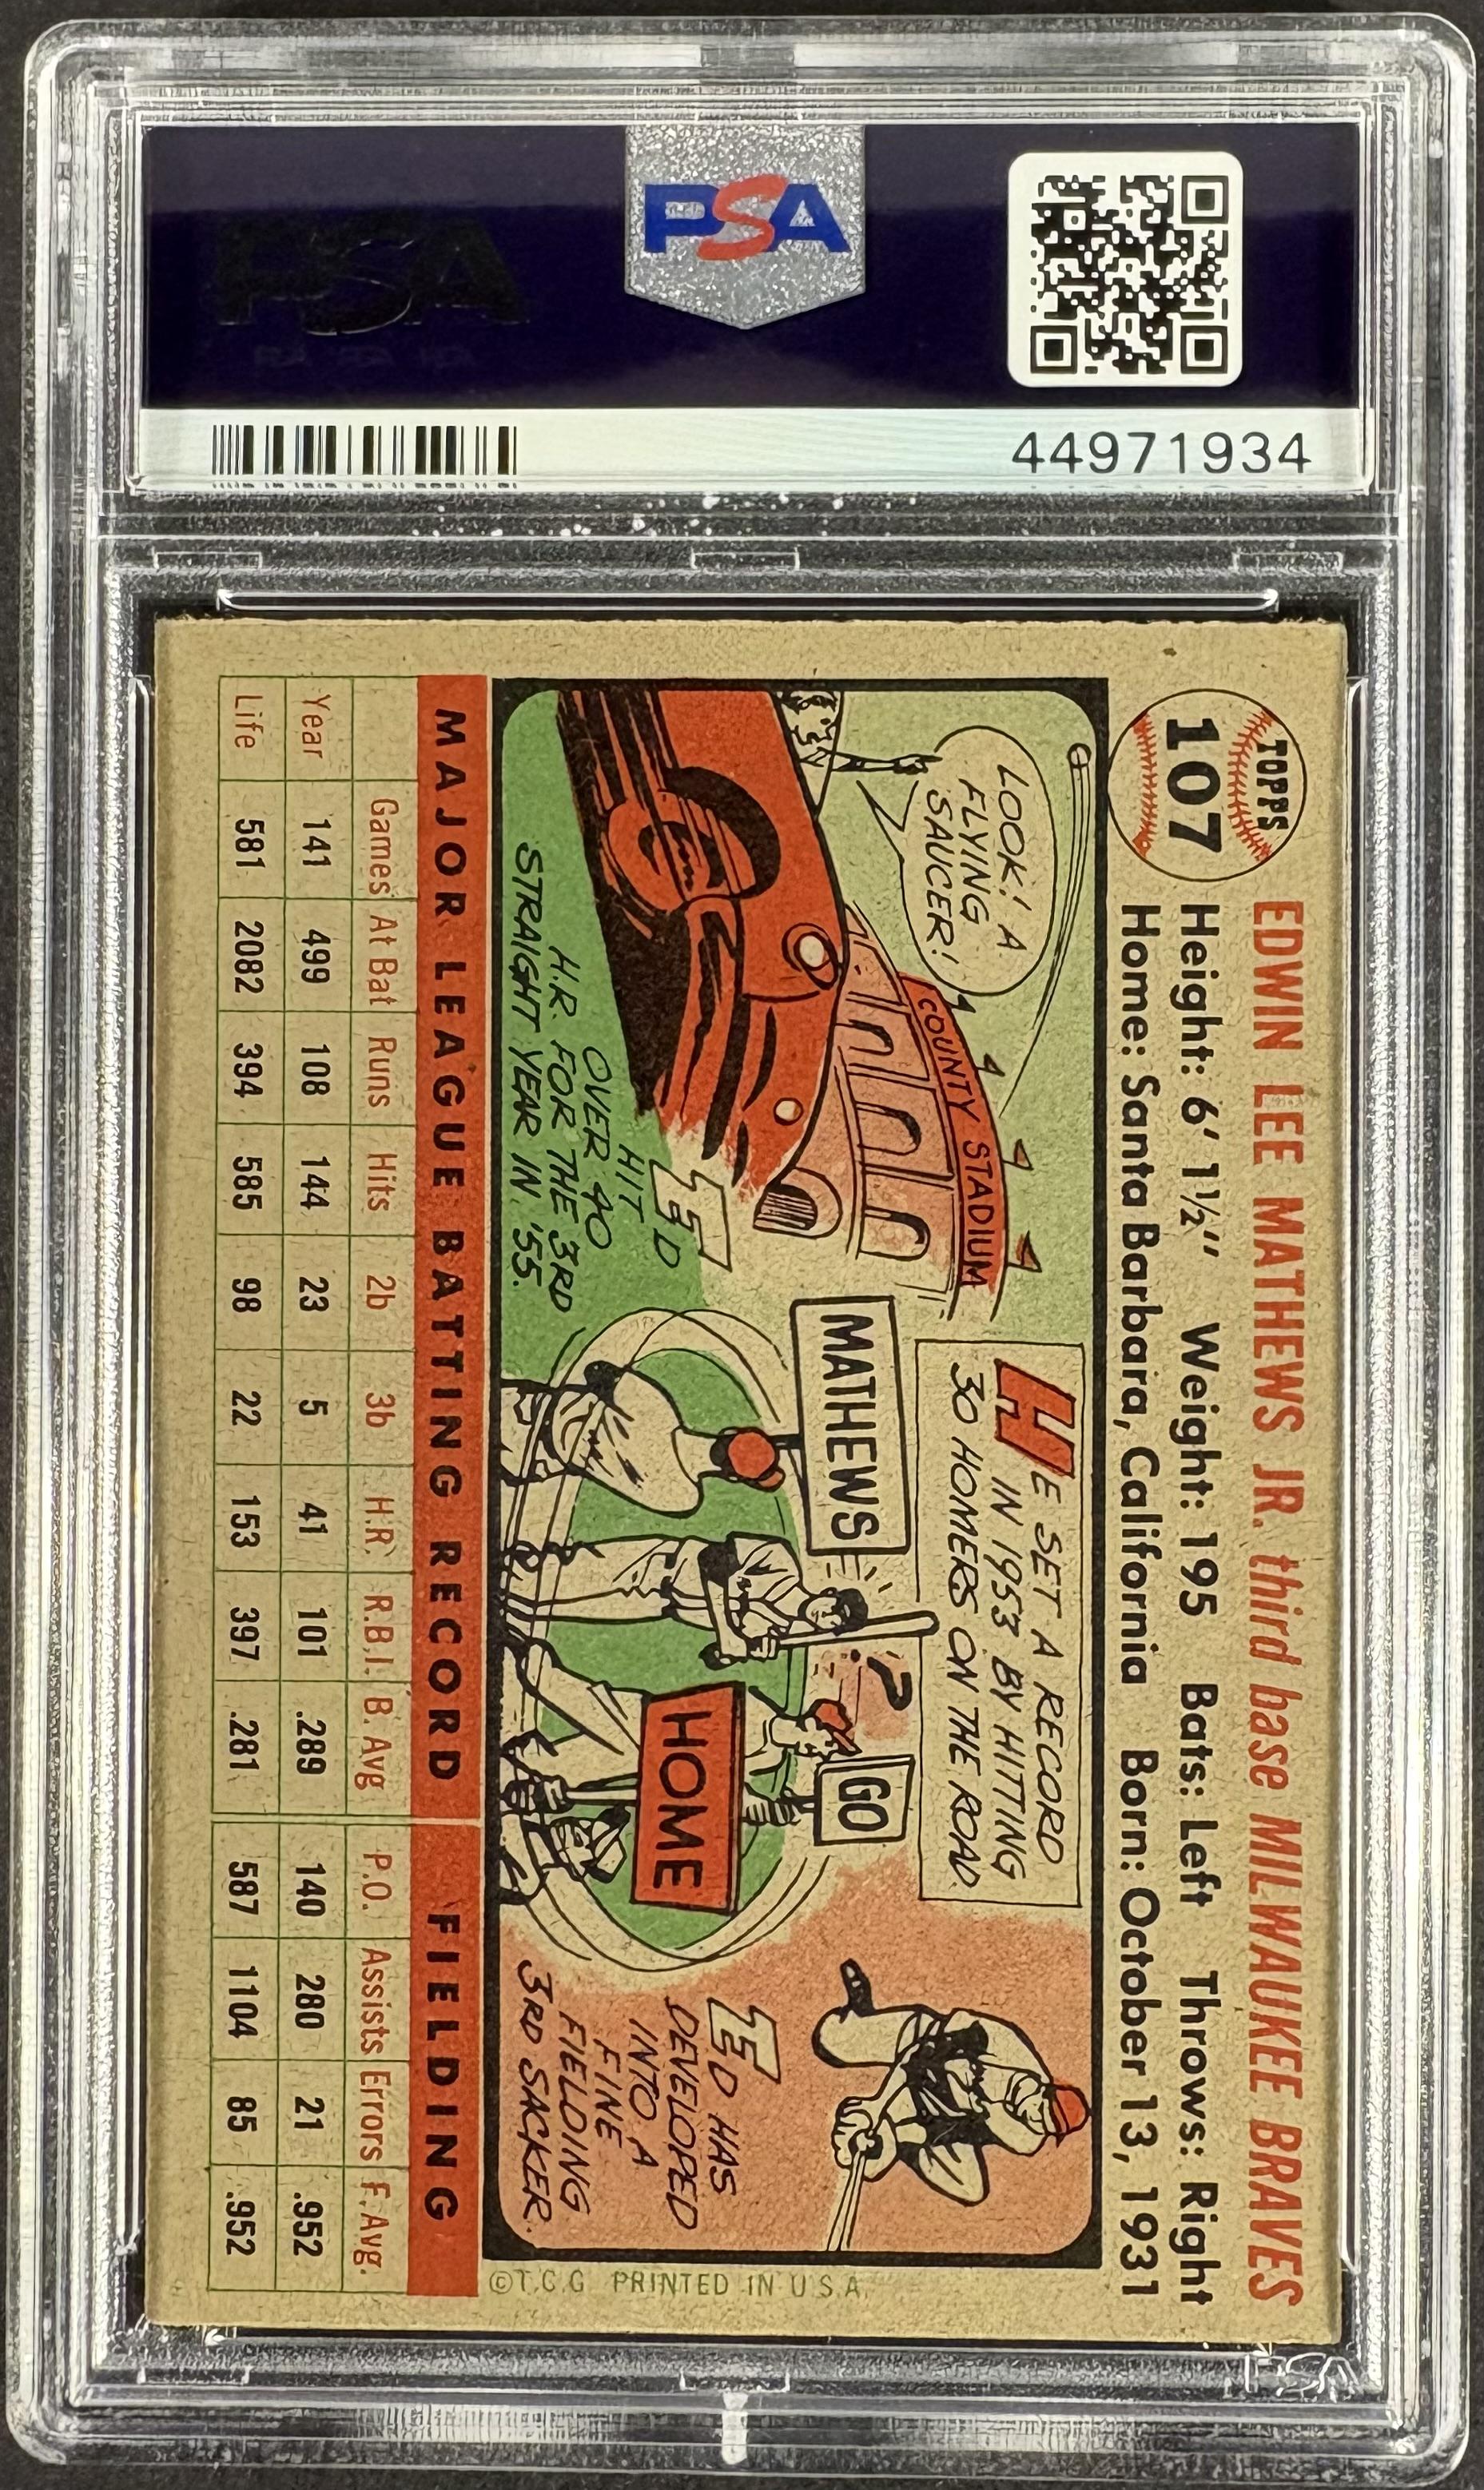 PSA
PSA
44971934
TOPPS
107
EDWIN LEE MATHEWS JR. third base MILWAUKEE BRAVES
Height: 6' 1½" Weight: 195 Bats: Left Throws: Right
Home: Santa Barbara, California Born: October 13, 1931
LOOK! A
FLYING
SAUCER!
COUNTY STADIUM
ED
HIT
OVER 40
H.R. FOR THE 3RD
STRAIGHT YEAR IN '55.
HE SET A RECORD
IN 1953 BY HITTING
30 HOMERS ON THE ROAD.
MATHEWS
?
GO
HOME
ED HAS
DEVELOPED
INTO A
FINE
FIELDING
3RD SACKER.
©T.C.G. PRINTED IN U.S.A.
MAJOR LEAGUE BATTING RECORD FIELDING
Games At Bat Runs Hits 2b 3b H.R. R.B.I. B. Avg. P.O. Assists Errors F. Avg.
Year 141 499 108 144 23 5 41 101 .289 140 280 21 .952
Life 581 2082 394 585 98 22 153 397 .281 587 1104 85 .952
PSA